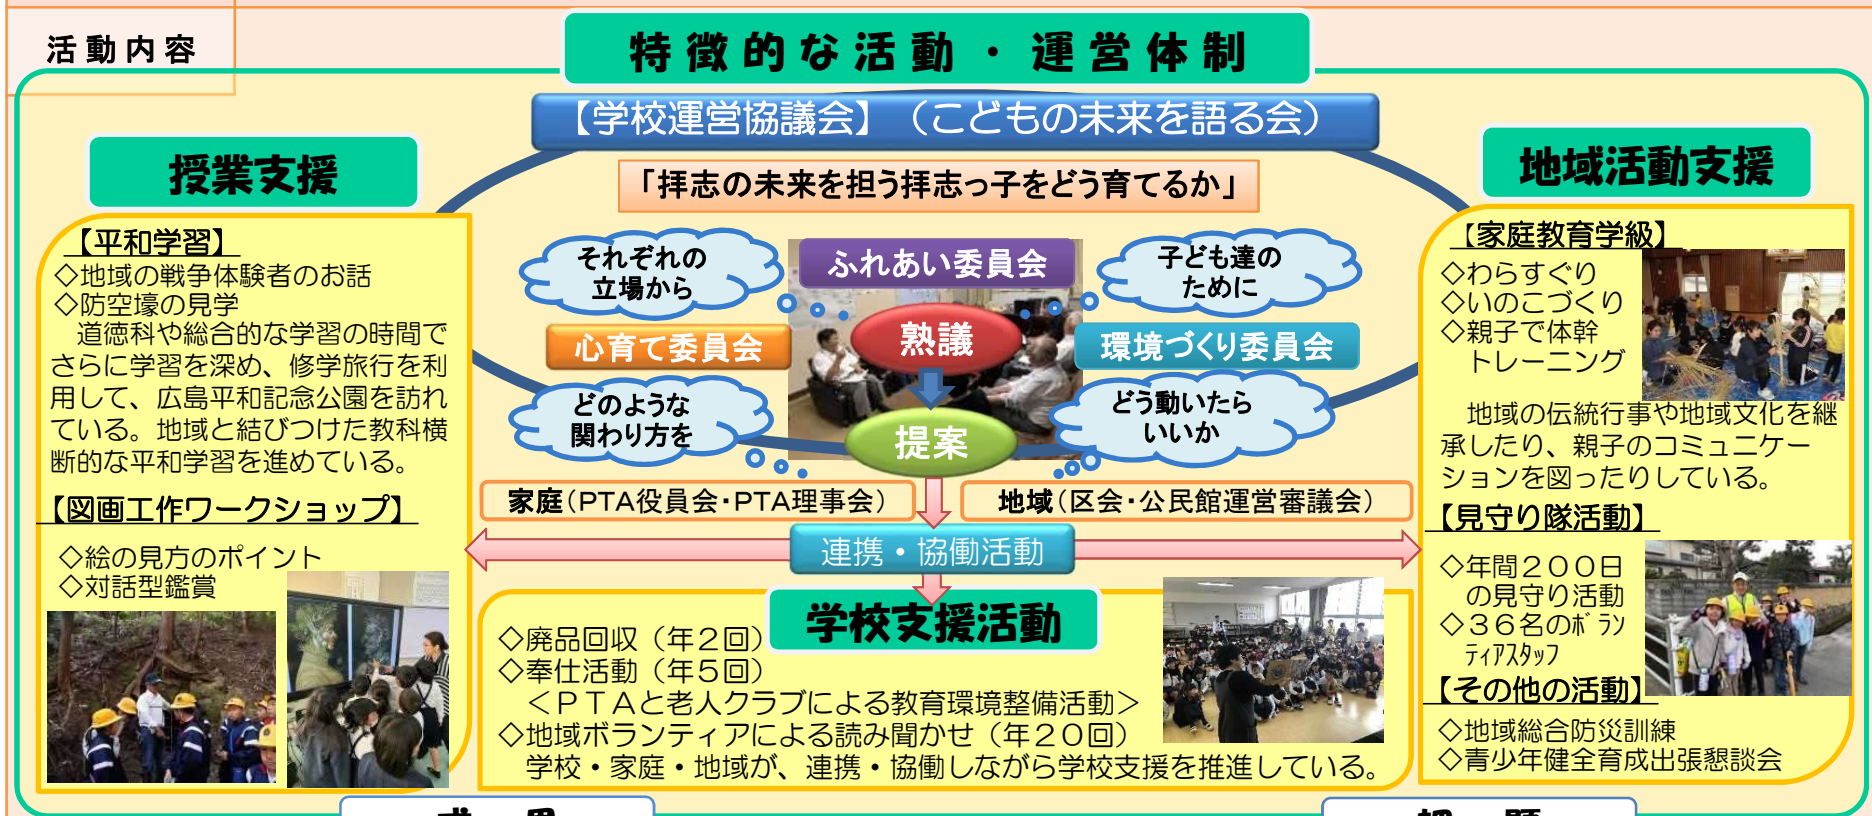 活動内容
特徴的な活動・運営体制
【学校運営協議会】（こどもの未来を語る会）
「拝志の未来を担う拝志っ子をどう育てるか」
授業支援
【平和学習】
◇地域の戦争体験者のお話
◇防空壕の見学
道徳科や総合的な学習の時間で
さらに学習を深め、修学旅行を利
用して、広島平和記念公園を訪れ
ている。地域と結びつけた教科横
断的な平和学習を進めている。
【図画工作ワークショップ】
◇絵の見方のポイント
◇対話型鑑賞
それぞれの
立場から
ふれあい委員会
子ども達の
ために
心育て委員会
熟議
環境づくり委員会
どのような
関わり方を
提案
どう動いたら
いいか
家庭（PTA役員会・PTA理事会）
地域（区会・公民館運営審議会）
連携・協働活動
学校支援活動
◇廃品回収（年２回）
◇奉仕活動（年５回）
＜ＰＴＡと老人クラブによる教育環境整備活動＞
◇地域ボランティアによる読み聞かせ（年２０回）
学校・家庭・地域が、連携・協働しながら学校支援を推進している。
地域活動支援
【家庭教育学級】
◇わらすぐり
◇いのこづくり
◇親子で体幹
トレーニング
地域の伝統行事や地域文化を継
承したり、親子のコミュニケー
ションを図ったりしている。
【見守り隊活動】
◇年間２００日
の見守り活動
◇３６名のﾎﾞﾗﾝ
ﾃｨｱｽﾀｯﾌ
【その他の活動】
◇地域総合防災訓練
◇青少年健全育成出張懇談会